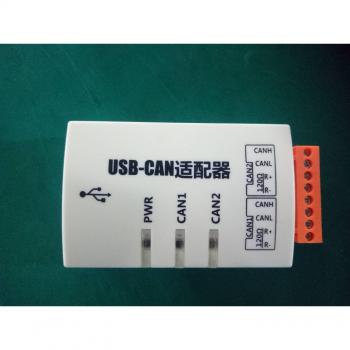 USB-CAN适配器
PWR
CAN1
CAN2
CAN2
CANH
CANL
120Ω
R+
R-
CAN1
CANH
CANL
120Ω
R+
R-